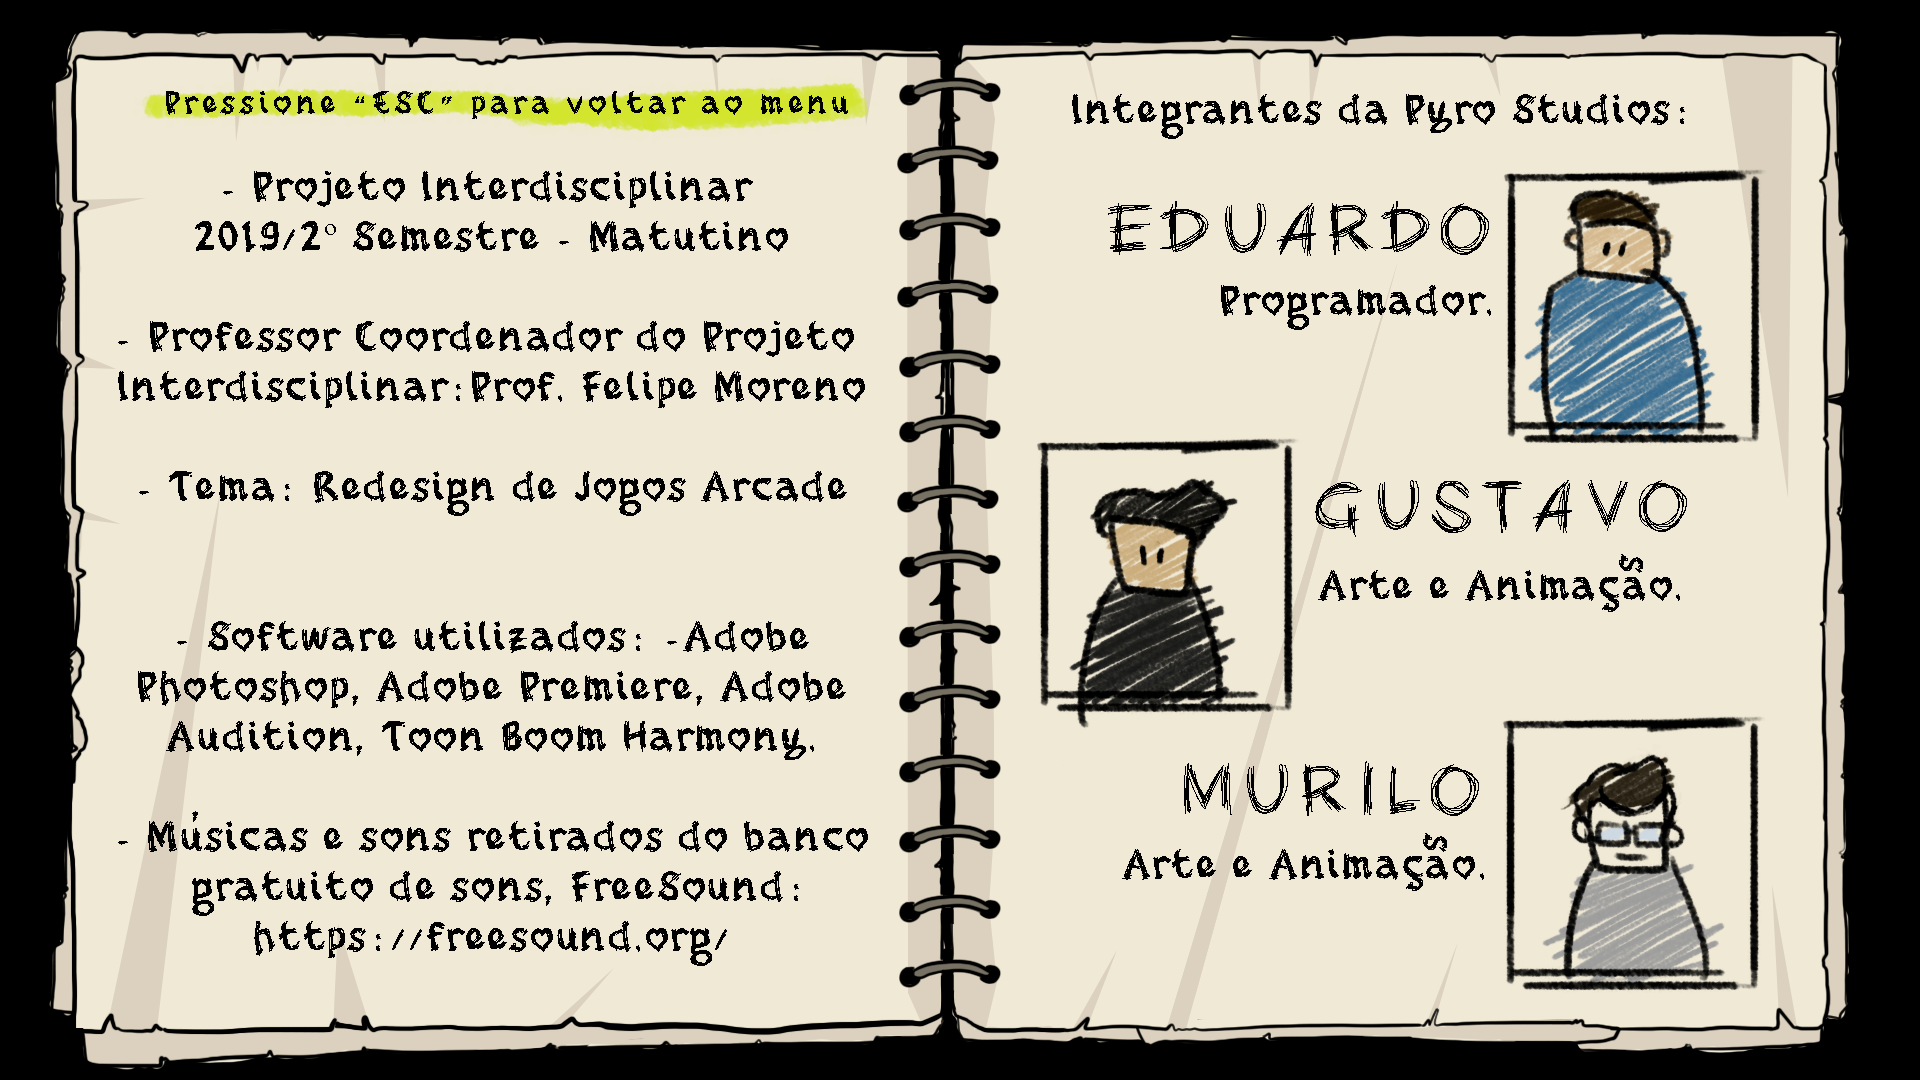 Pressione “ESC” para voltar ao menu
- Projeto Interdisciplinar
2019/2° Semestre - Matutino
- Professor Coordenador do Projeto
Interdisciplinar:Prof. Felipe Moreno
- Tema: Redesign de Jogos Arcade
- Software utilizados: -Adobe
Photoshop, Adobe Premiere, Adobe
Audition, Toon Boom Harmony.
- Músicas e sons retirados do banco
gratuito de sons, FreeSound:
https://freesound.org/
Integrantes da Pyro Studios:
EDUARDO
Programador.
GUSTAVO
Arte e Animação.
MURILO
Arte e Animação.